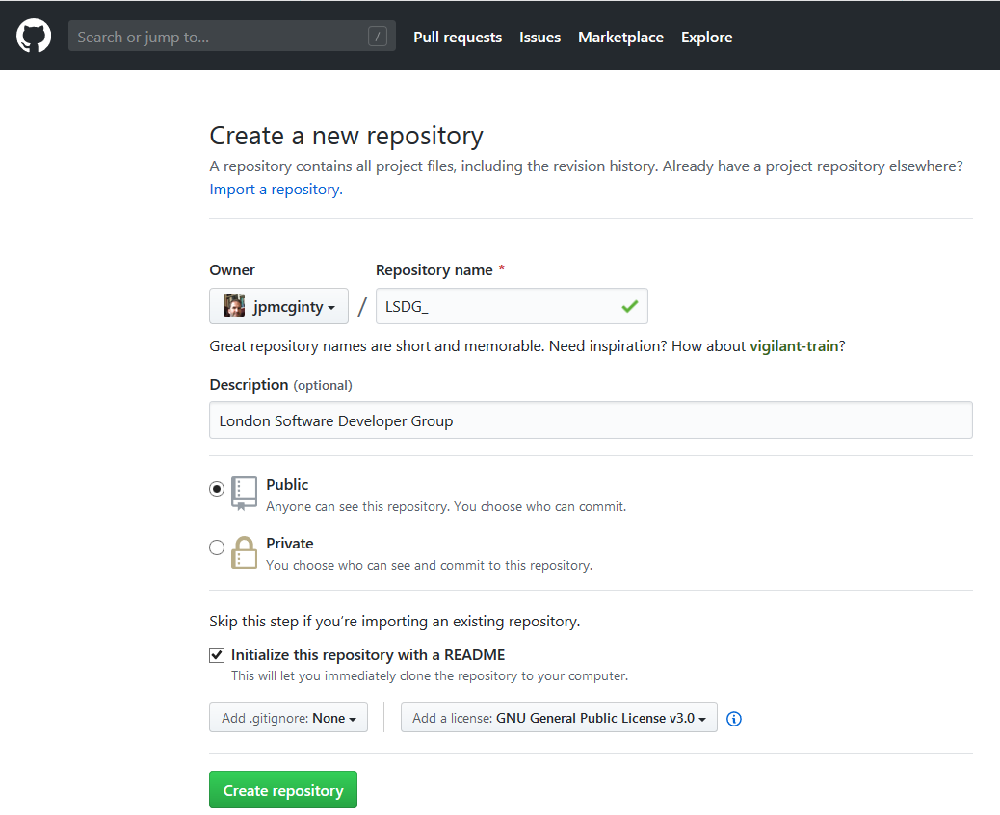 Search or jump to... / Pull requests Issues Marketplace Explore
Create a new repository
A repository contains all project files, including the revision history. Already have a project repository elsewhere?
Import a repository.
Owner Repository name *
jpmcginty / LSDG_
Great repository names are short and memorable. Need inspiration? How about vigilant-train?
Description (optional)
London Software Developer Group
Public
Anyone can see this repository. You choose who can commit.
Private
You choose who can see and commit to this repository.
Skip this step if you’re importing an existing repository.
Initialize this repository with a README
This will let you immediately clone the repository to your computer.
Add .gitignore: None Add a license: GNU General Public License v3.0
Create repository